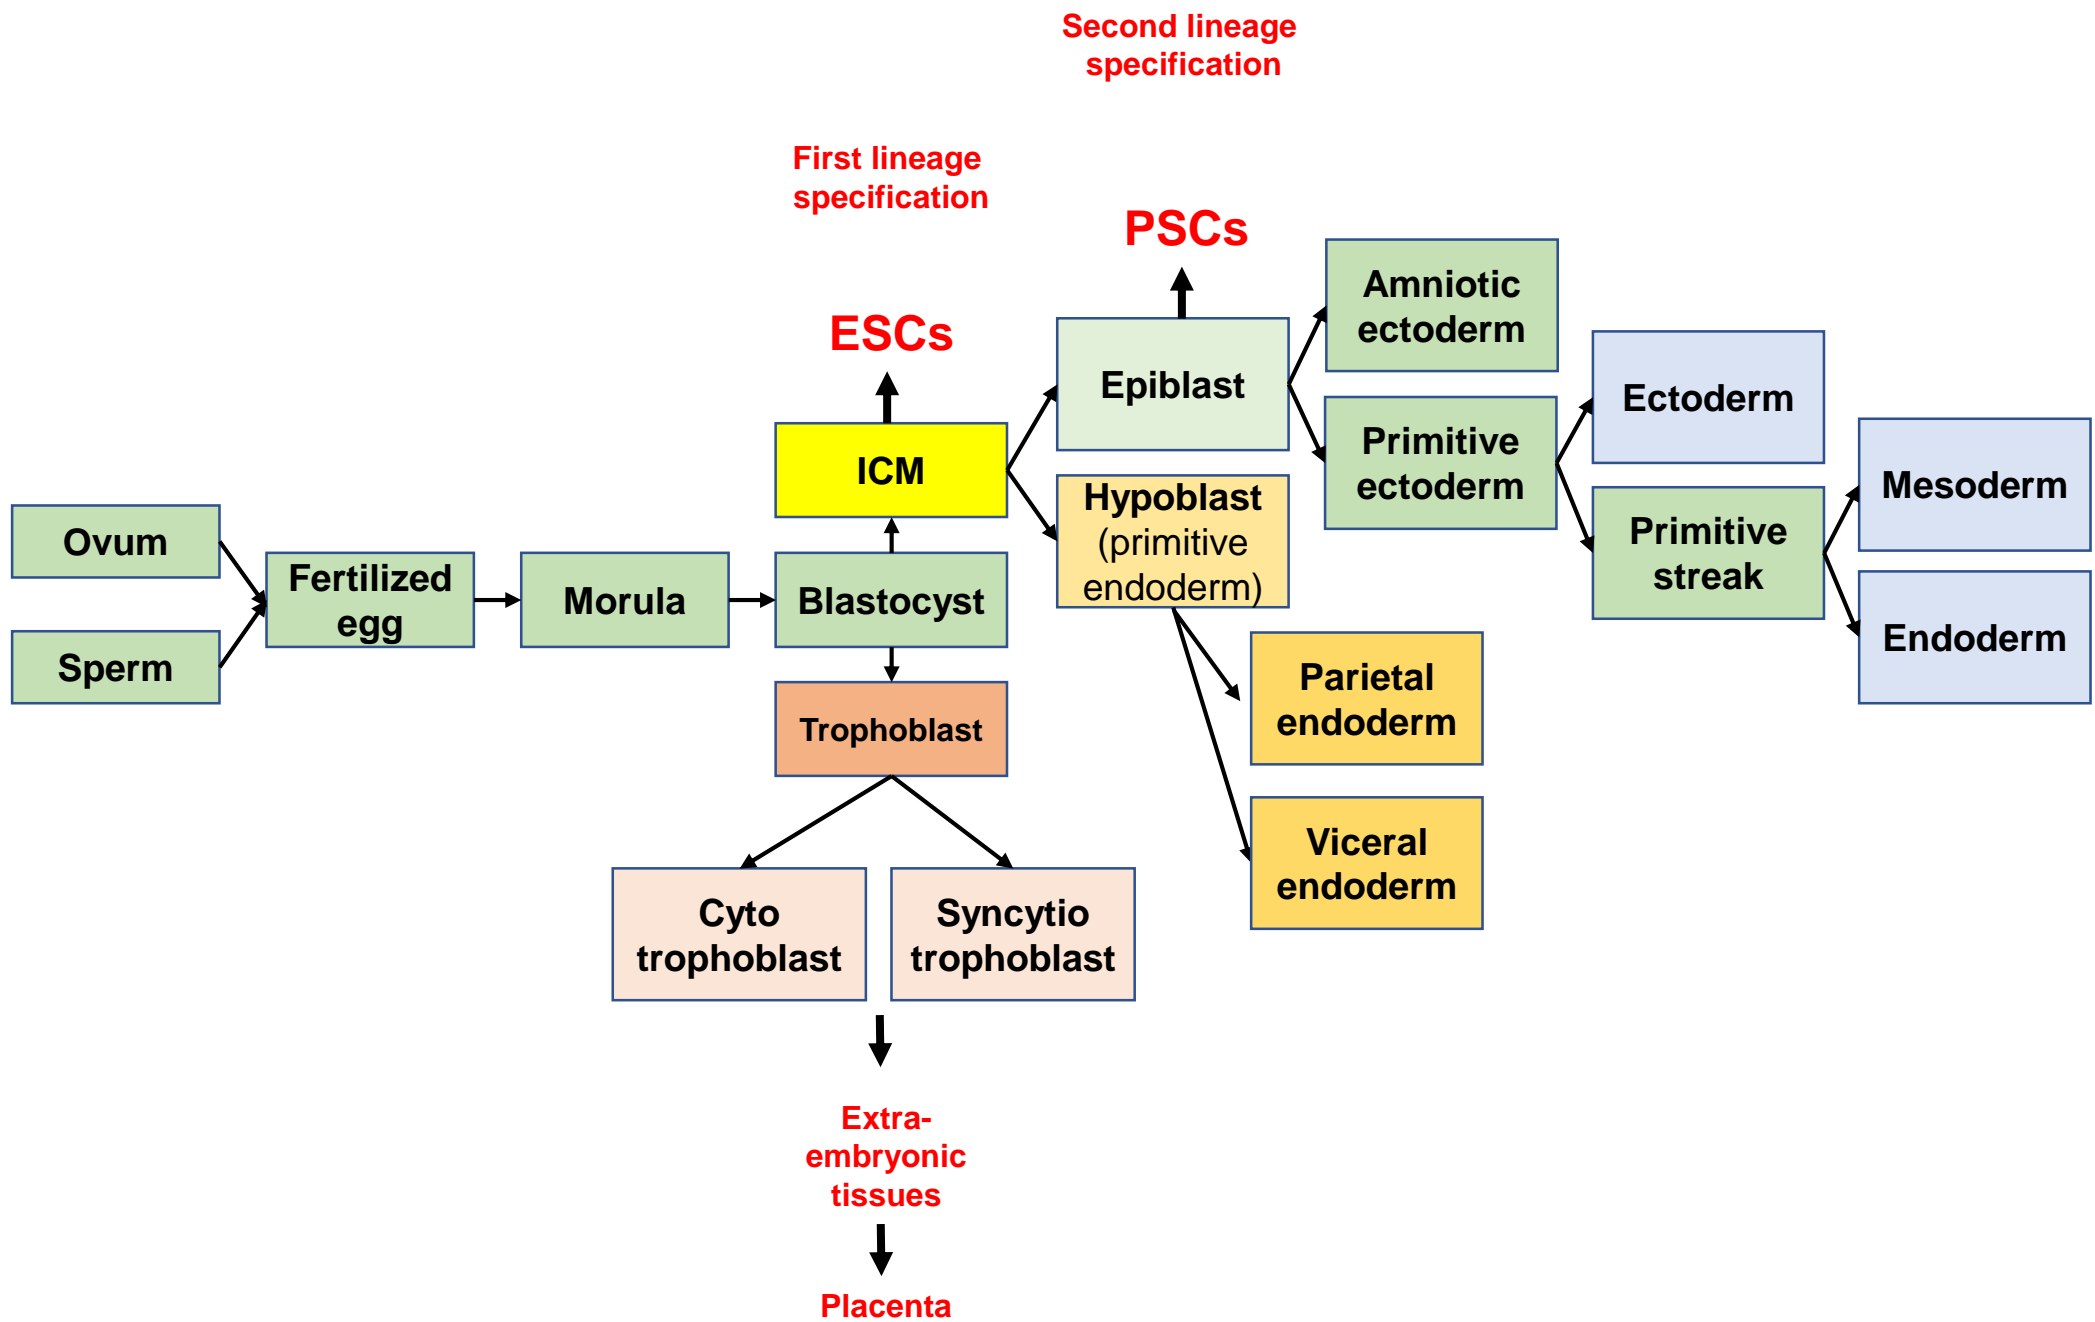 Second lineage
specification
First lineage
specification
PSCs
ESCs
Amniotic
ectoderm
Epiblast
Ectoderm
ICM
Primitive
ectoderm
Mesoderm
Hypoblast
(primitive
endoderm)
Primitive
streak
Ovum
Fertilized
egg
Morula
Blastocyst
Endoderm
Sperm
Trophoblast
Parietal
endoderm
Viceral
endoderm
Cyto
trophoblast
Syncytio
trophoblast
Extra-
embryonic
tissues
Placenta